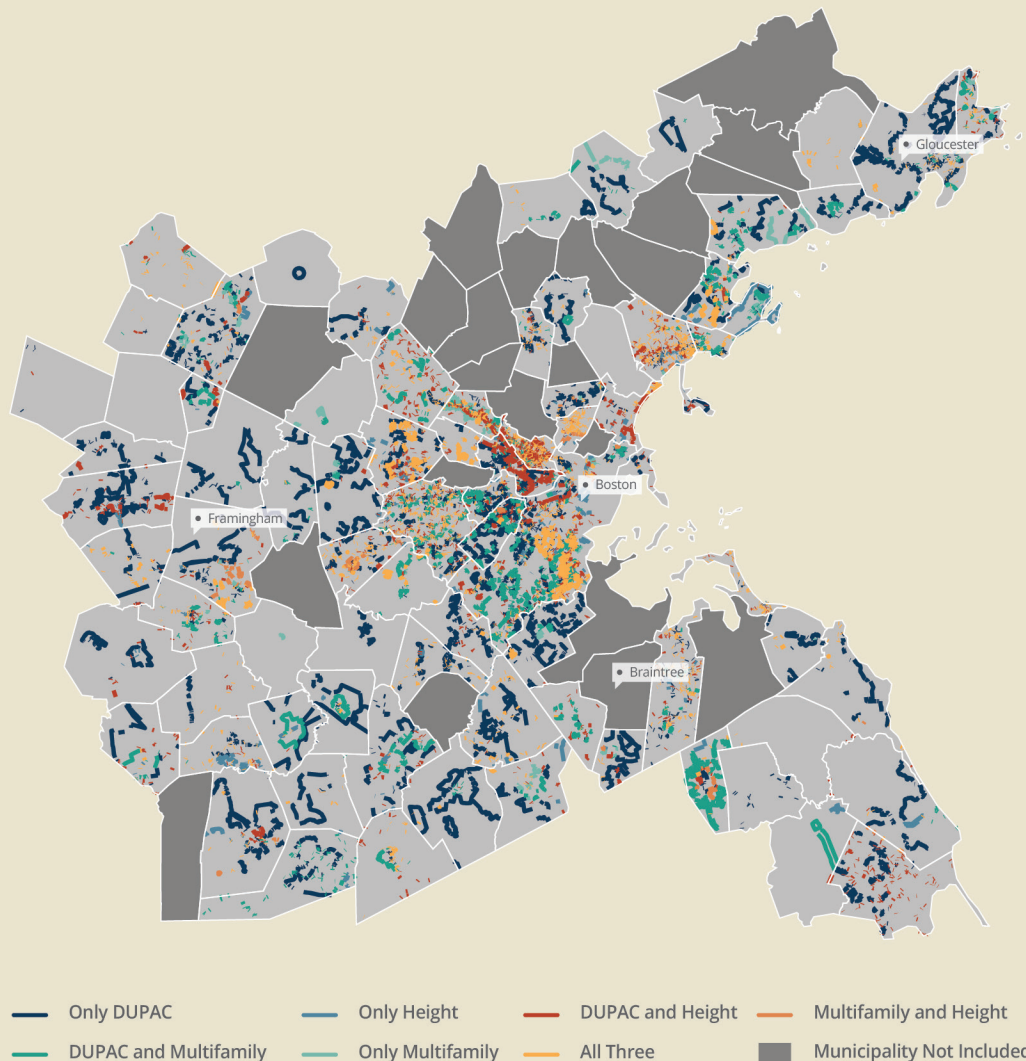 Gloucester
Boston
Framingham
Braintree
Only DUPAC
Only Height
DUPAC and Height
Multifamily and Height
DUPAC and Multifamily
Only Multifamily
All Three
Municipality Not Included